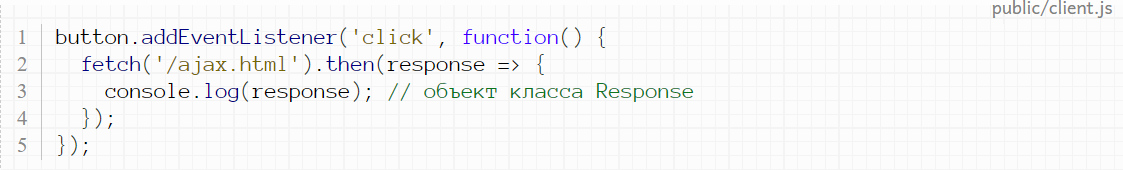 public/client.js
1 button.addEventListener('click', function() {
2 fetch('/ajax.html').then(response => {
3 console.log(response); // объект класса Response
4 });
5 });